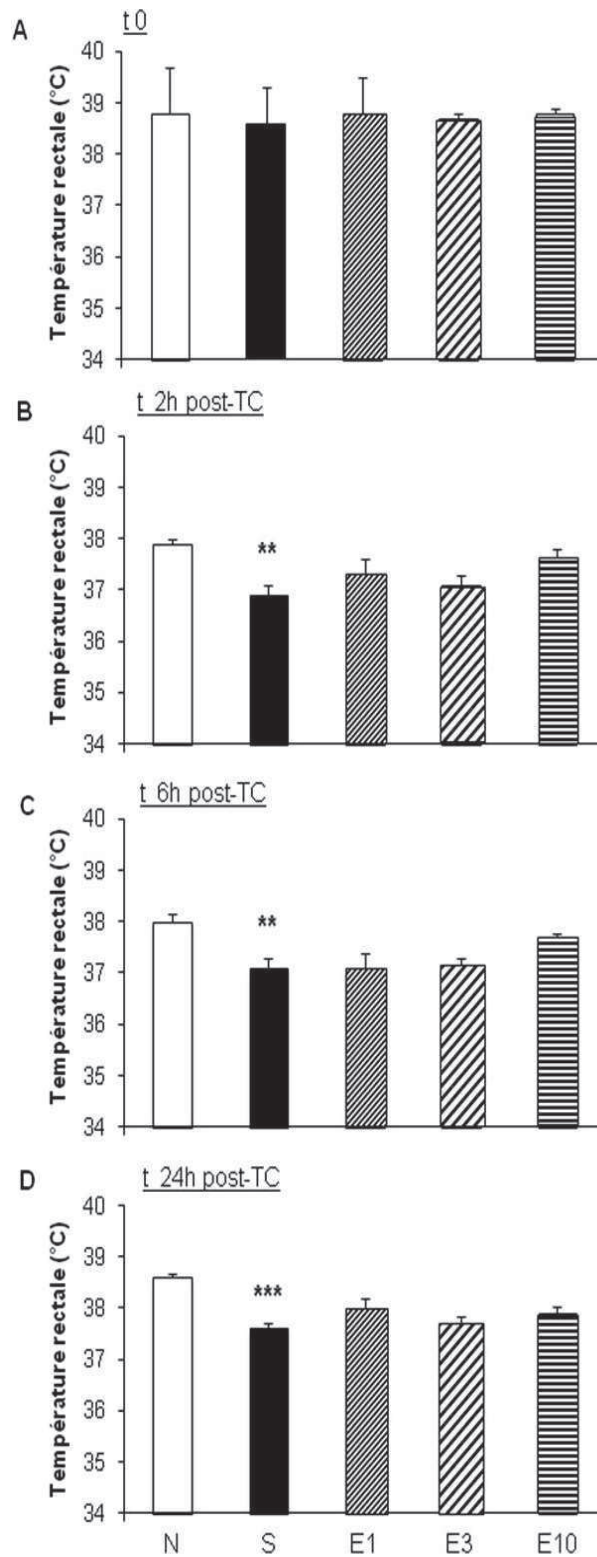 A
t 0
Température rectale (°C)
40
39
38
37
36
35
34
B
t 2h post-TC
Température rectale (°C)
40
39
38
37
36
35
34
**
C
t 6h post-TC
Température rectale (°C)
40
39
38
37
36
35
34
**
D
t 24h post-TC
Température rectale (°C)
40
39
38
37
36
35
34
***
N S E1 E3 E10